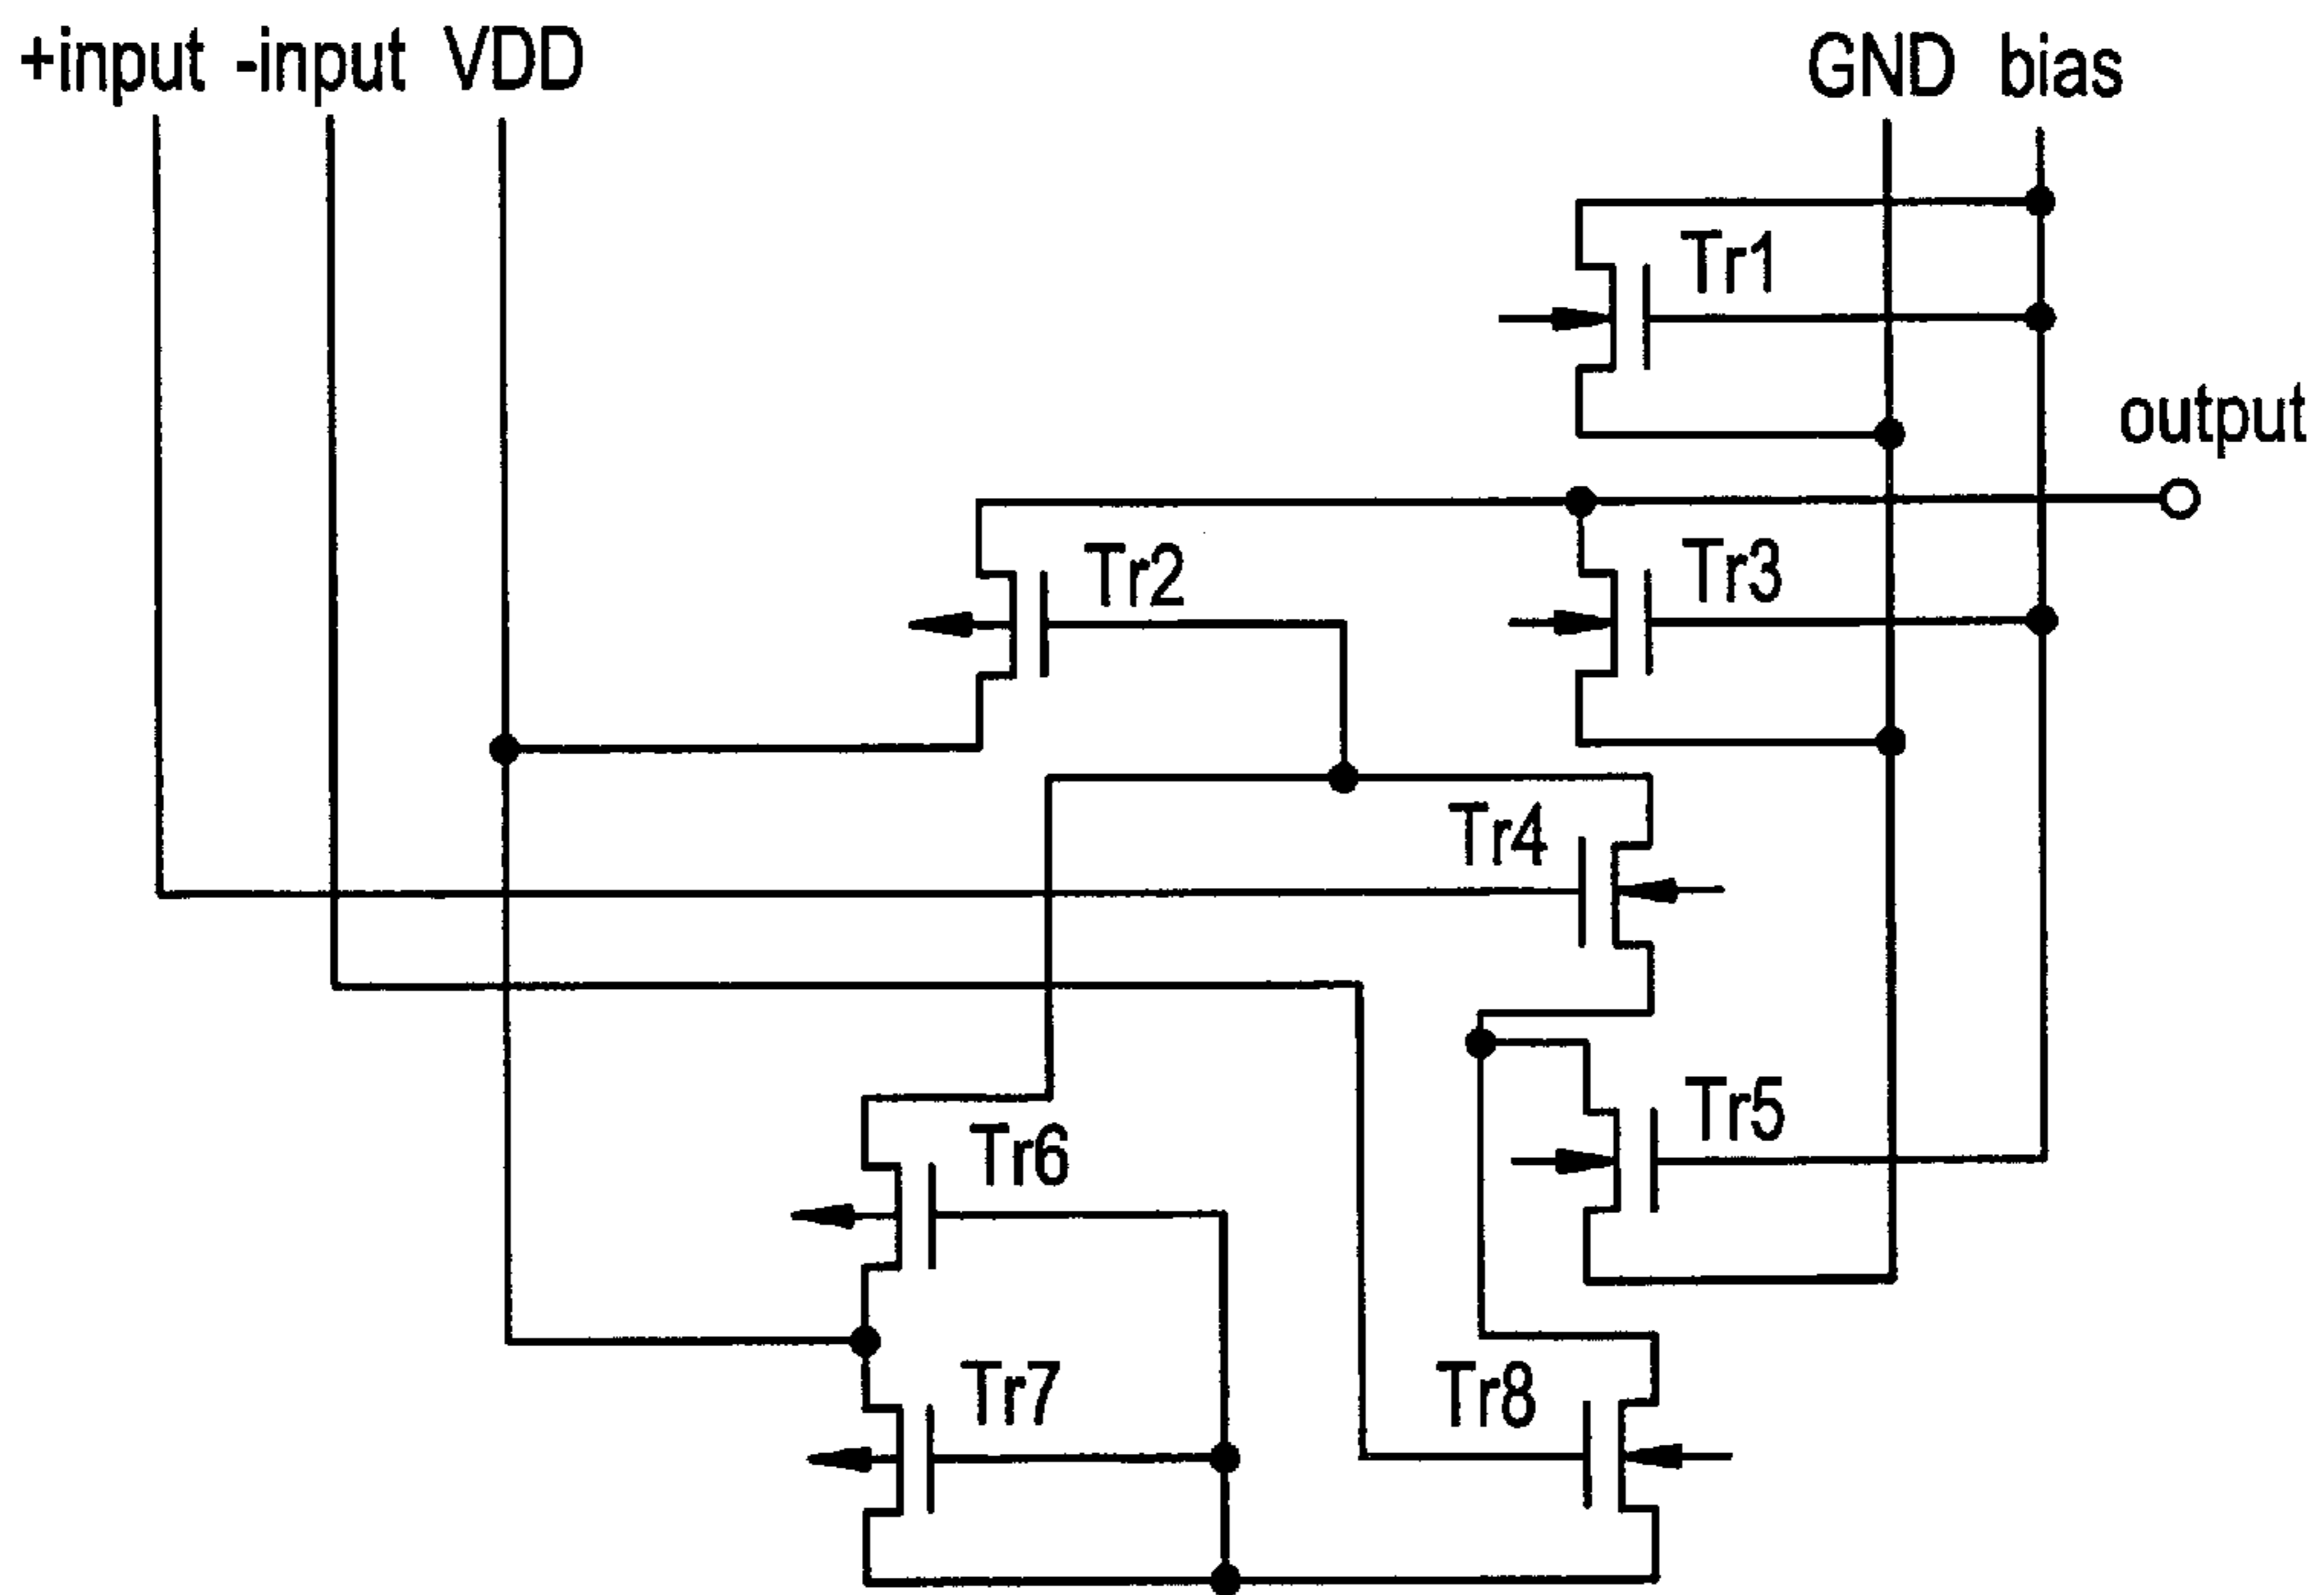 +input -input VDD GND bias
Tr1
output
Tr2 Tr3
Tr4
Tr5
Tr6
Tr7 Tr8